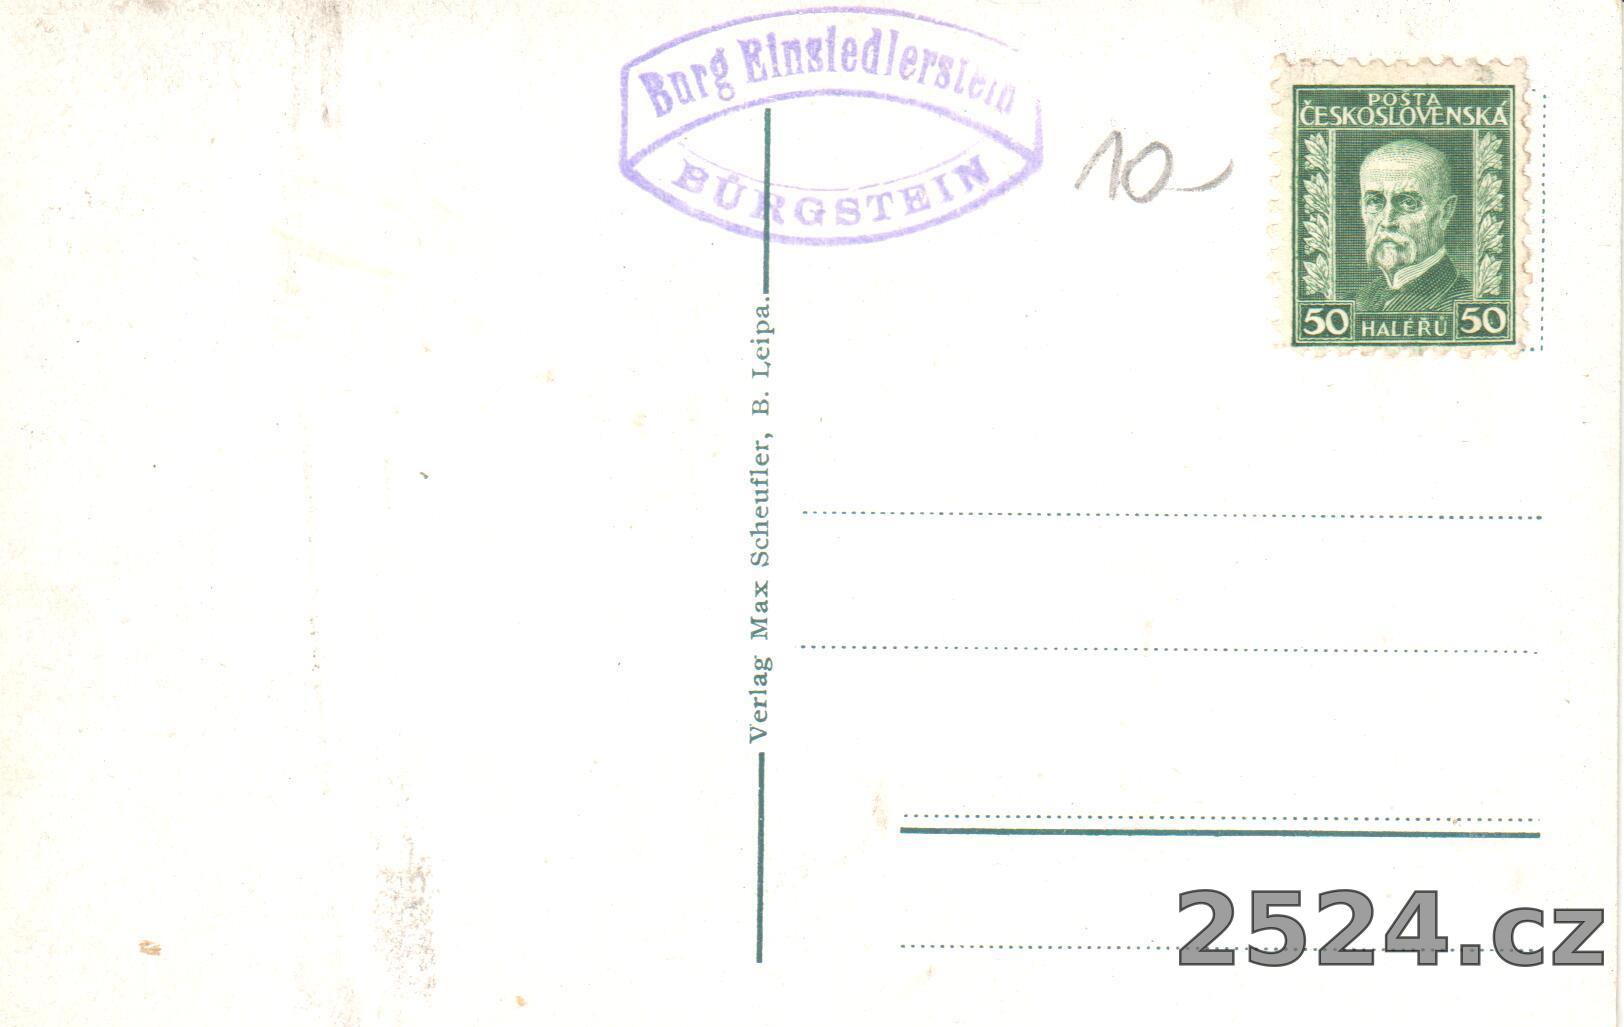 Burg Einsiedlerstein
BÜRGSTEIN
10-
POŠTA
ČESKOSLOVENSKÁ
50 HALÉŘŮ 50
Verlag Max Scheufler, B. Leipa.
2524.cz